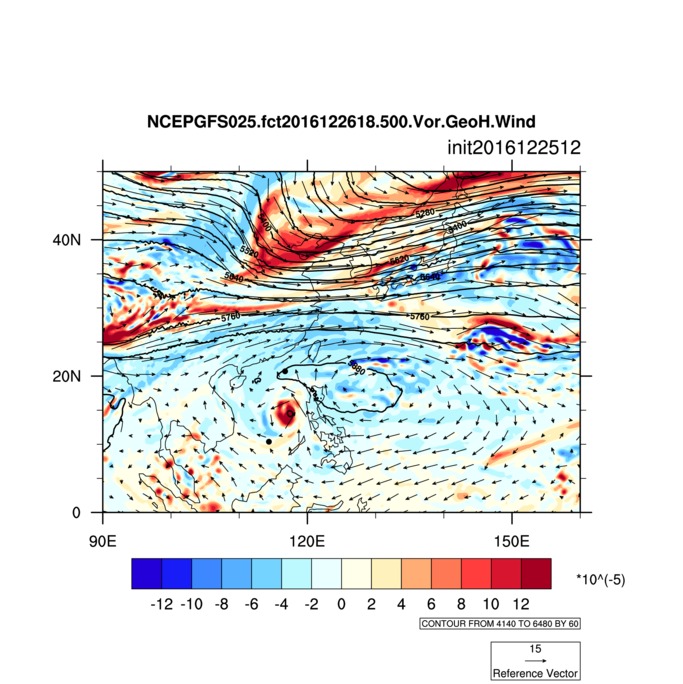 NCEPGFS025.fct2016122618.500.Vor.GeoH.Wind
init2016122512
40N
20N
0
5280
5400
5520
5620
5640
5640
5760
5760
5880
90E
120E
150E
-12 -10 -8 -6 -4 -2 0 2 4 6 8 10 12
*10^(-5)
CONTOUR FROM 4140 TO 6480 BY 60
15
Reference Vector